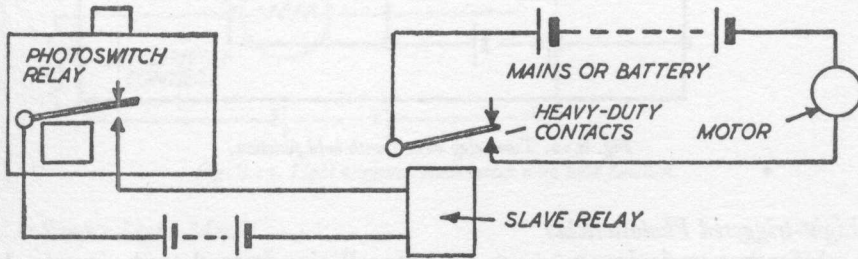 PHOTOSWITCH
RELAY
MAINS OR BATTERY
HEAVY-DUTY
CONTACTS
MOTOR
SLAVE RELAY